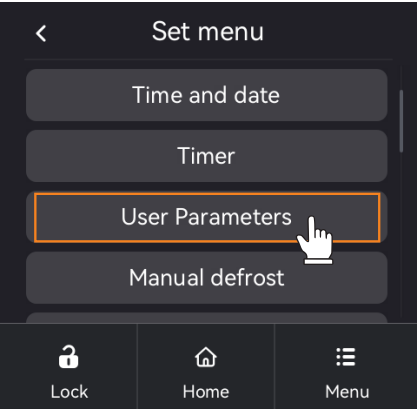 Set menu
Time and date
Timer
User Parameters
Manual defrost
Lock Home Menu